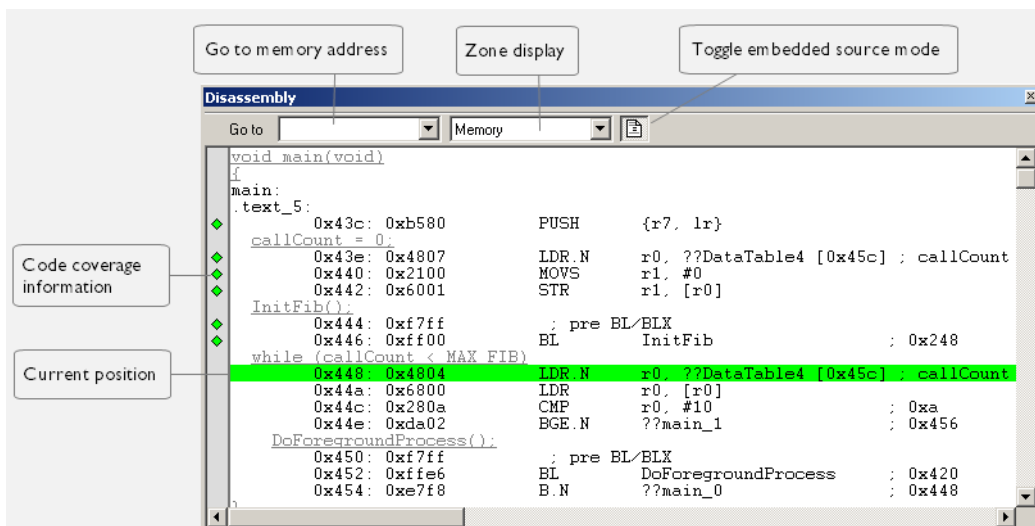 Go to memory address
Zone display
Toggle embedded source mode
Disassembly
Go to Memory
void main(void)
{
main:
.text_5:
0x43c: 0xb580 PUSH {r7, lr}
callCount = 0;
0x43e: 0x4807 LDR.N r0, ??DataTable4 [0x45c] ; callCount
0x440: 0x2100 MOVS r1, #0
0x442: 0x6001 STR r1, [r0]
InitFib();
0x444: 0xf7ff ; pre BL/BLX
0x446: 0xff00 BL InitFib ; 0x248
while (callCount < MAX_FIB)
0x448: 0x4804 LDR.N r0, ??DataTable4 [0x45c] ; callCount
0x44a: 0x6800 LDR r0, [r0]
0x44c: 0x280a CMP r0, #10 ; 0xa
0x44e: 0xda02 BGE.N ??main_1 ; 0x456
DoForegroundProcess();
0x450: 0xf7ff ; pre BL/BLX
0x452: 0xffe6 BL DoForegroundProcess ; 0x420
0x454: 0xe7f8 B.N ??main_0 ; 0x448
}
Code coverage
information
Current position